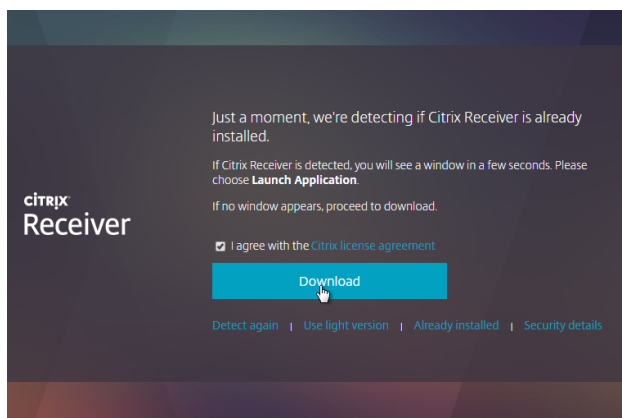 Just a moment, we're detecting if Citrix Receiver is already
installed.
If Citrix Receiver is detected, you will see a window in a few seconds. Please
choose Launch Application.
If no window appears, proceed to download.
CİTRİX
Receiver
I agree with the Citrix license agreement
Download
Detect again | Use light version | Already installed | Security details